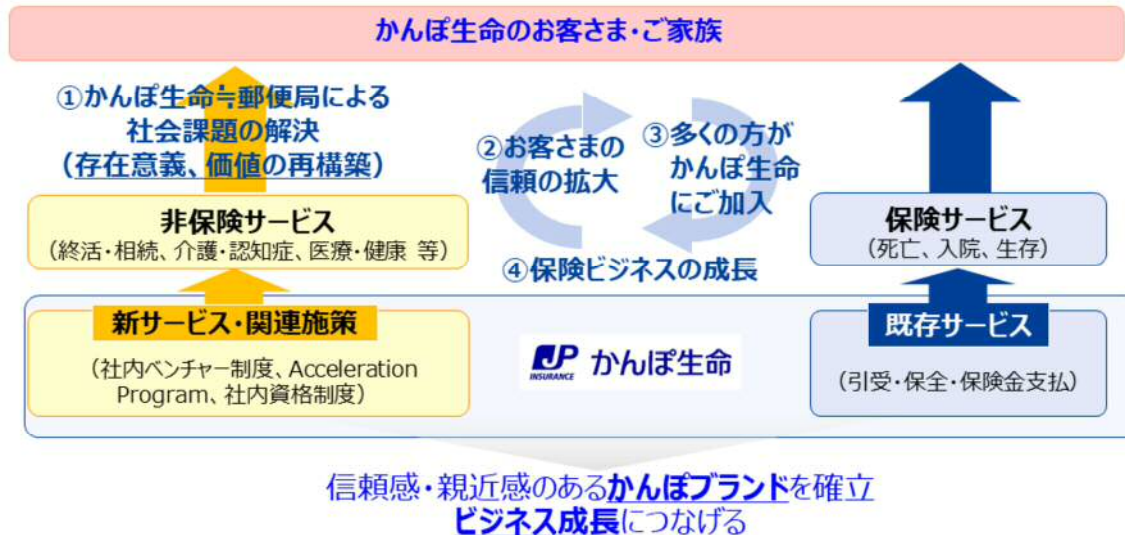 かんぽ生命のお客さま・ご家族
①かんぽ生命≒郵便局による
社会課題の解決
（存在意義、価値の再構築）
②お客さまの
信頼の拡大
③多くの方が
かんぽ生命
にご加入
④保険ビジネスの成長
非保険サービス
（終活・相続、介護・認知症、医療・健康 等）
保険サービス
（死亡、入院、生存）
新サービス・関連施策
（社内ベンチャー制度、Acceleration
Program、社内資格制度）
JP
INSURANCE
かんぽ生命
既存サービス
（引受・保全・保険金支払）
信頼感・親近感のあるかんぽブランドを確立
ビジネス成長につなげる